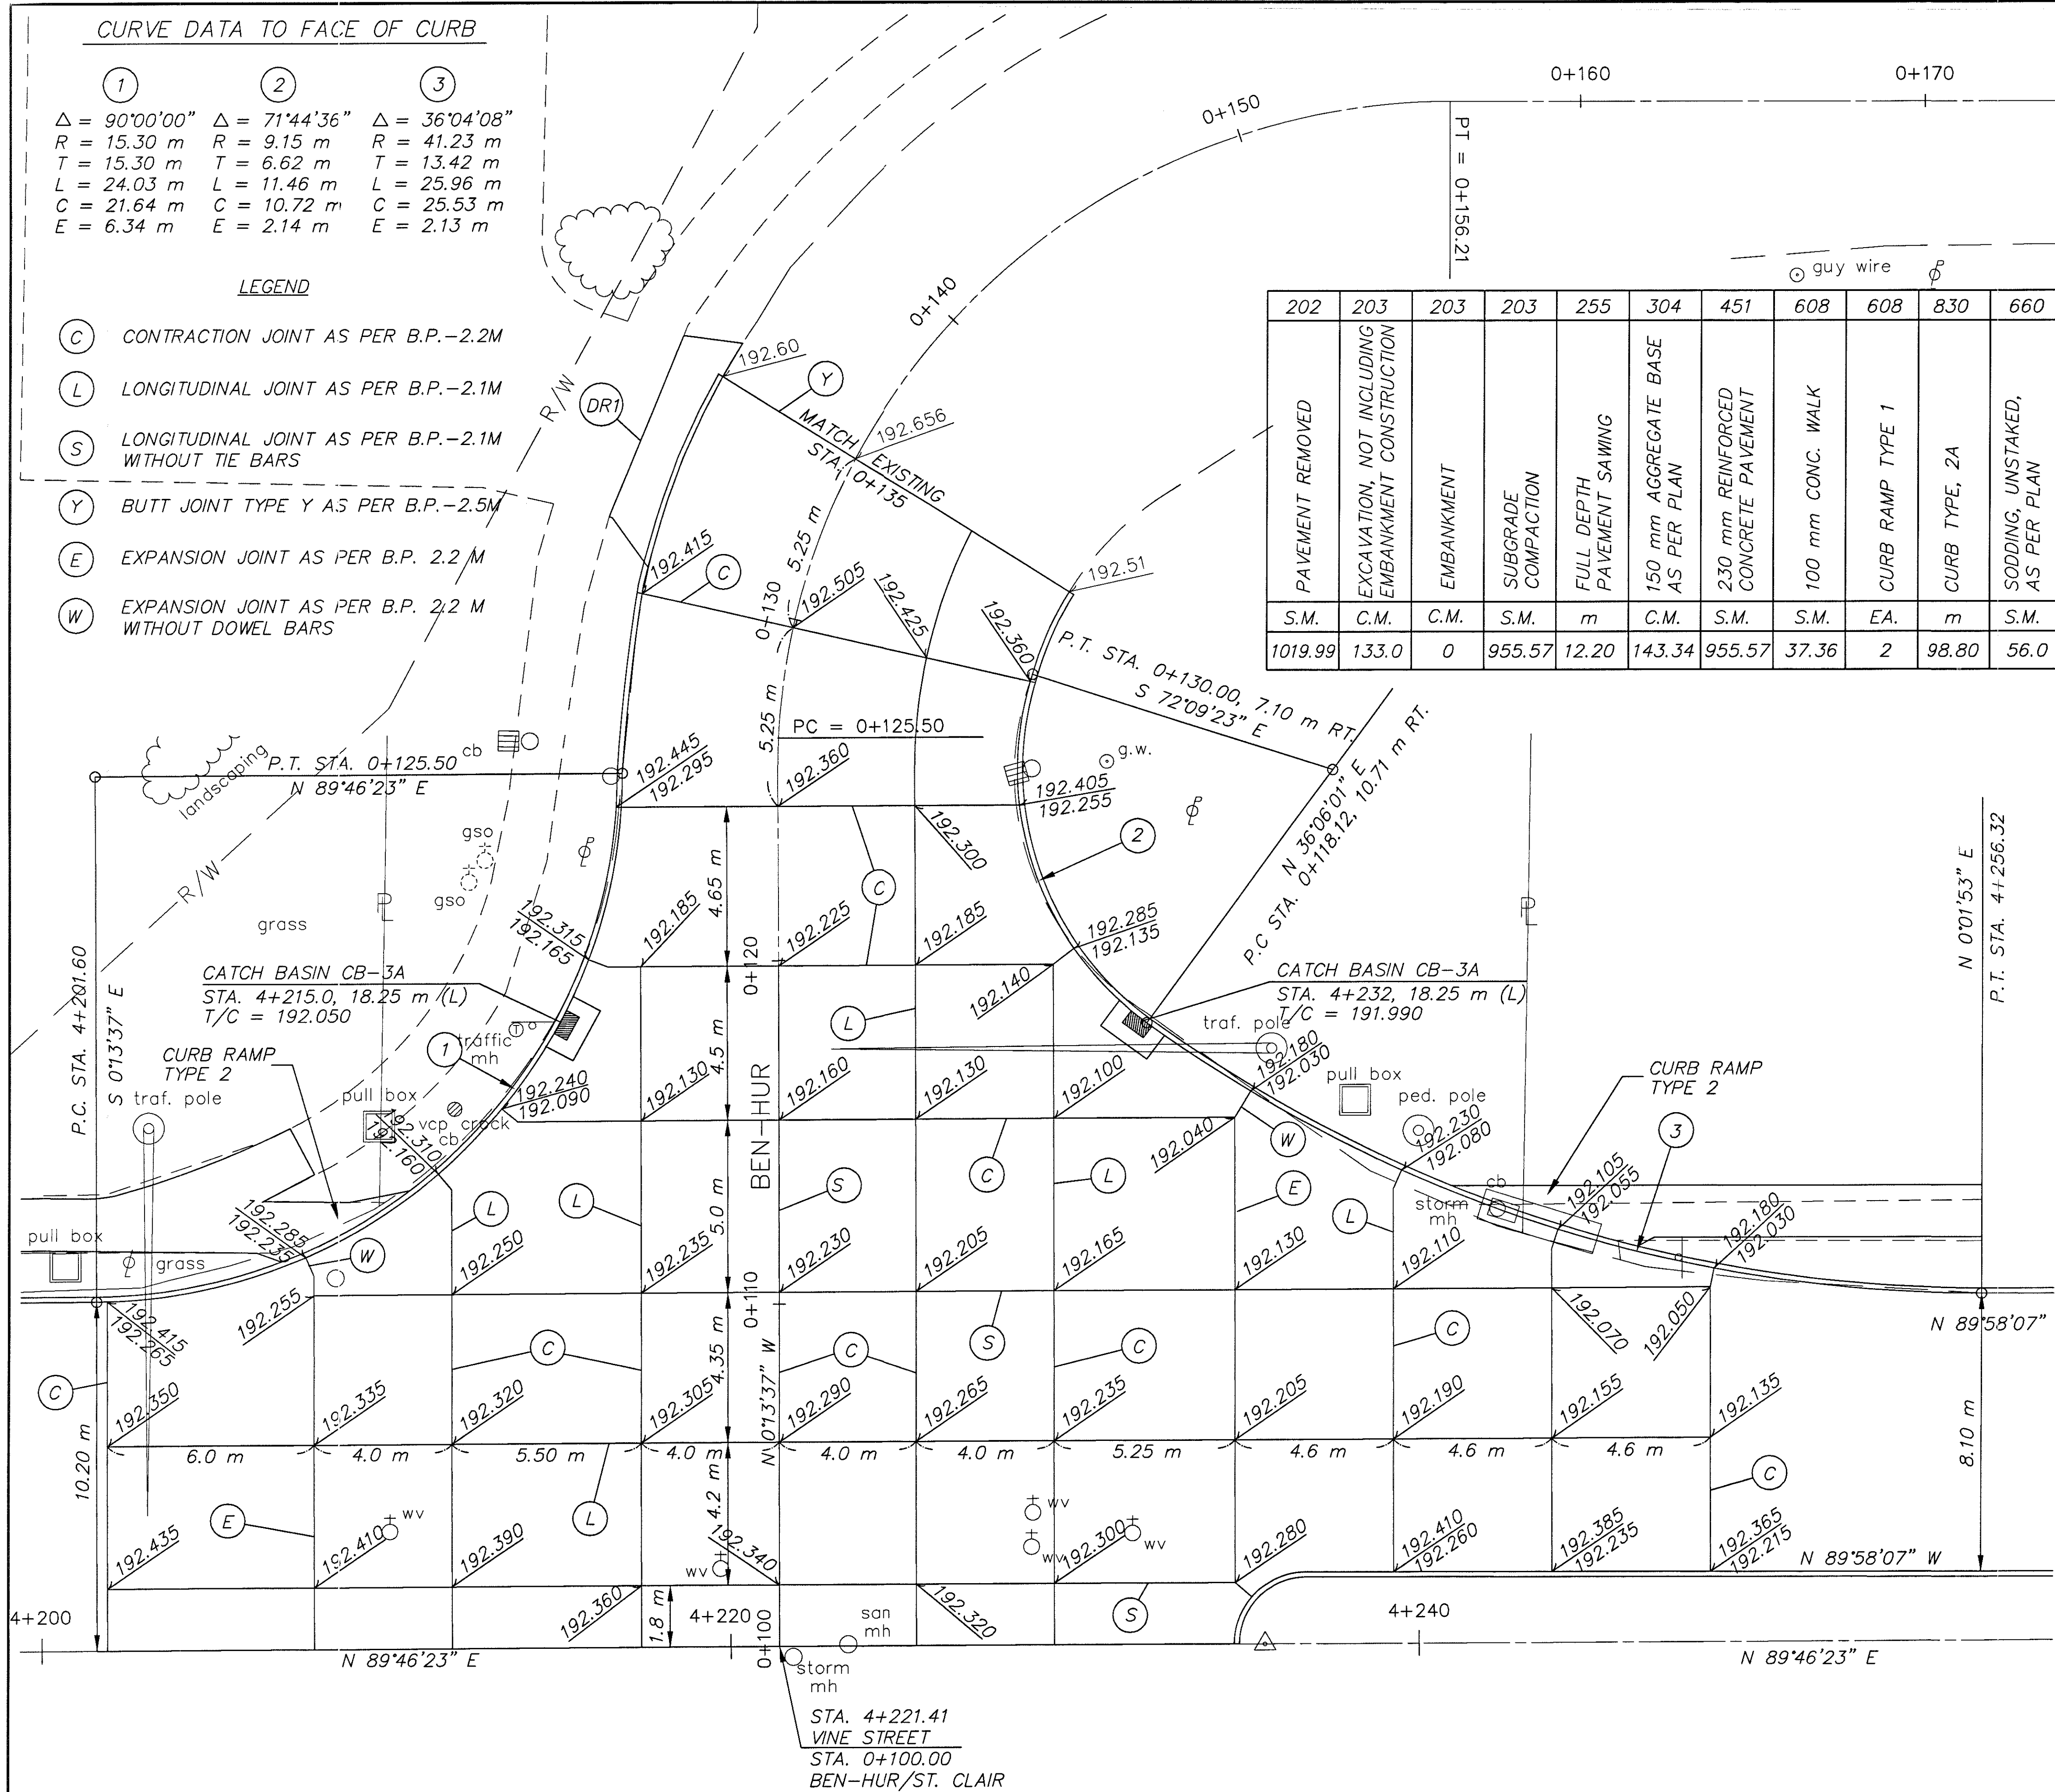 CURVE DATA TO FACE OF CURB
1 2 3
Δ = 90°00'00" Δ = 71°44'36" Δ = 36°04'08"
R = 15.30 m R = 9.15 m R = 41.23 m
T = 15.30 m T = 6.62 m T = 13.42 m
L = 24.03 m L = 11.46 m L = 25.96 m
C = 21.64 m C = 10.72 m C = 25.53 m
E = 6.34 m E = 2.14 m E = 2.13 m
LEGEND
C CONTRACTION JOINT AS PER B.P.-2.2M
L LONGITUDINAL JOINT AS PER B.P.-2.1M
S LONGITUDINAL JOINT AS PER B.P.-2.1M
WITHOUT TIE BARS
Y BUTT JOINT TYPE Y AS PER B.P.-2.5M
E EXPANSION JOINT AS PER B.P. 2.2 M
W EXPANSION JOINT AS PER B.P. 2.2 M
WITHOUT DOWEL BARS
0+140
0+150
0+160
0+170
PT = 0+156.21
guy wire
202 203 203 203 255 304 451 608 608 830 660
PAVEMENT REMOVED
EXCAVATION, NOT INCLUDING
EMBANKMENT CONSTRUCTION
EMBANKMENT
SUBGRADE
COMPACTION
FULL DEPTH
PAVEMENT SAWING
150 mm AGGREGATE BASE
AS PER PLAN
230 mm REINFORCED
CONCRETE PAVEMENT
100 mm CONC. WALK
CURB RAMP TYPE 1
CURB TYPE, 2A
SODDING, UNSTAKED,
AS PER PLAN
S.M. C.M. C.M. S.M. m C.M. S.M. S.M. EA. m S.M.
1019.99 133.0 0 955.57 12.20 143.34 955.57 37.36 2 98.80 56.0
R/W
DR1
192.60
Y
192.656
MATCH EXISTING
STA. 0+135
5.25 m
192.51
192.415
C
0+130
192.505
192.425
192.360
P.T. STA. 0+130.00, 7.10 m RT.
S 72°09'23" E
5.25 m
PC = 0+125.50
landscaping
cb
P.T. STA. 0+125.50
N 89°46'23" E
192.445
192.295
192.360
192.405
192.255
192.300
g.w.
2
N 36°06'01" E
P.C STA. 0+118.12, 10.71 m RT.
N 0°01'53" E
P.T. STA. 4+256.32
R/W
gso
gso
grass
PL
PL
4.65 m
C
192.315
192.165
192.185
192.225
192.185
192.285
192.135
P.C. STA. 4+201.60
S 0°13'37" E
CATCH BASIN CB-3A
STA. 4+215.0, 18.25 m (L)
T/C = 192.050
0+120
192.140
CATCH BASIN CB-3A
STA. 4+232, 18.25 m (L)
T/C = 191.990
L
traf. pole
CURB RAMP
TYPE 2
1
traffic
mh
traf. pole
pull box
vcp crock
cb
192.240
192.090
192.130
4.5 m
BEN-HUR
192.160
192.130
192.100
192.180
192.030
pull box
ped. pole
CURB RAMP
TYPE 2
3
192.310
192.160
192.040
W
192.230
192.080
L
L
5.0 m
S
C
L
E
L
cb
storm
mh
192.105
192.055
192.180
192.030
192.285
192.235
W
pull box
grass
192.250
192.235
192.230
192.205
192.165
192.130
192.110
192.415
192.265
192.255
0+110
192.070
192.050
N 89°58'07"
C
C
4.35 m
N 0°13'37" W
C
S
C
C
192.350
192.335
192.320
192.305
192.290
192.265
192.235
192.205
192.190
192.155
192.135
6.0 m 4.0 m 5.50 m 4.0 m 4.0 m 4.0 m 5.25 m 4.6 m 4.6 m 4.6 m
10.20 m
8.10 m
E
wv
L
4.2 m
wv
wv
wv
wv
C
192.435
192.410
192.390
192.340
192.300
192.280
192.410
192.260
192.385
192.235
192.365
192.215
N 89°58'07" W
192.360
1.8 m
192.320
S
4+200
4+220
0+100
san
mh
4+240
N 89°46'23" E
N 89°46'23" E
storm
mh
STA. 4+221.41
VINE STREET
STA. 0+100.00
BEN-HUR/ST. CLAIR